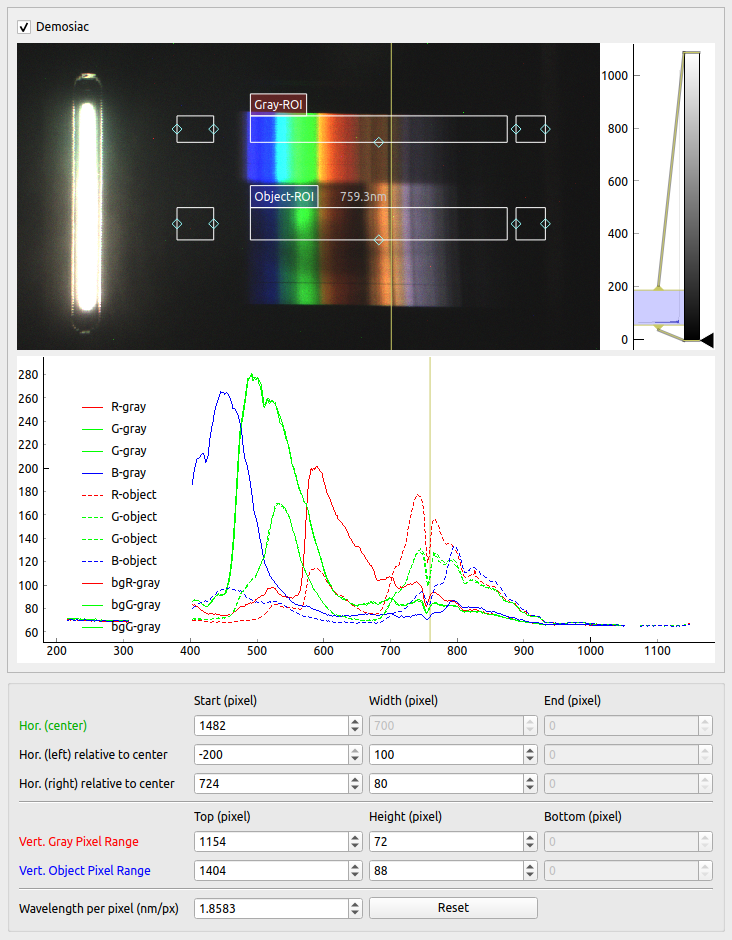 Demosiac
Gray-ROI
Object-ROI
759.3nm
1000
800
600
400
200
0
280
260
240
220
200
180
160
140
120
100
80
60
R-gray
G-gray
G-gray
B-gray
R-object
G-object
G-object
B-object
bgR-gray
bgG-gray
bgG-gray
200 300 400 500 600 700 800 900 1000 1100
Start (pixel) Width (pixel) End (pixel)
Hor. (center) 1482 700 0
Hor. (left) relative to center -200 100 0
Hor. (right) relative to center 724 80 0
Top (pixel) Height (pixel) Bottom (pixel)
Vert. Gray Pixel Range 1154 72 0
Vert. Object Pixel Range 1404 88 0
Wavelength per pixel (nm/px) 1.8583 Reset